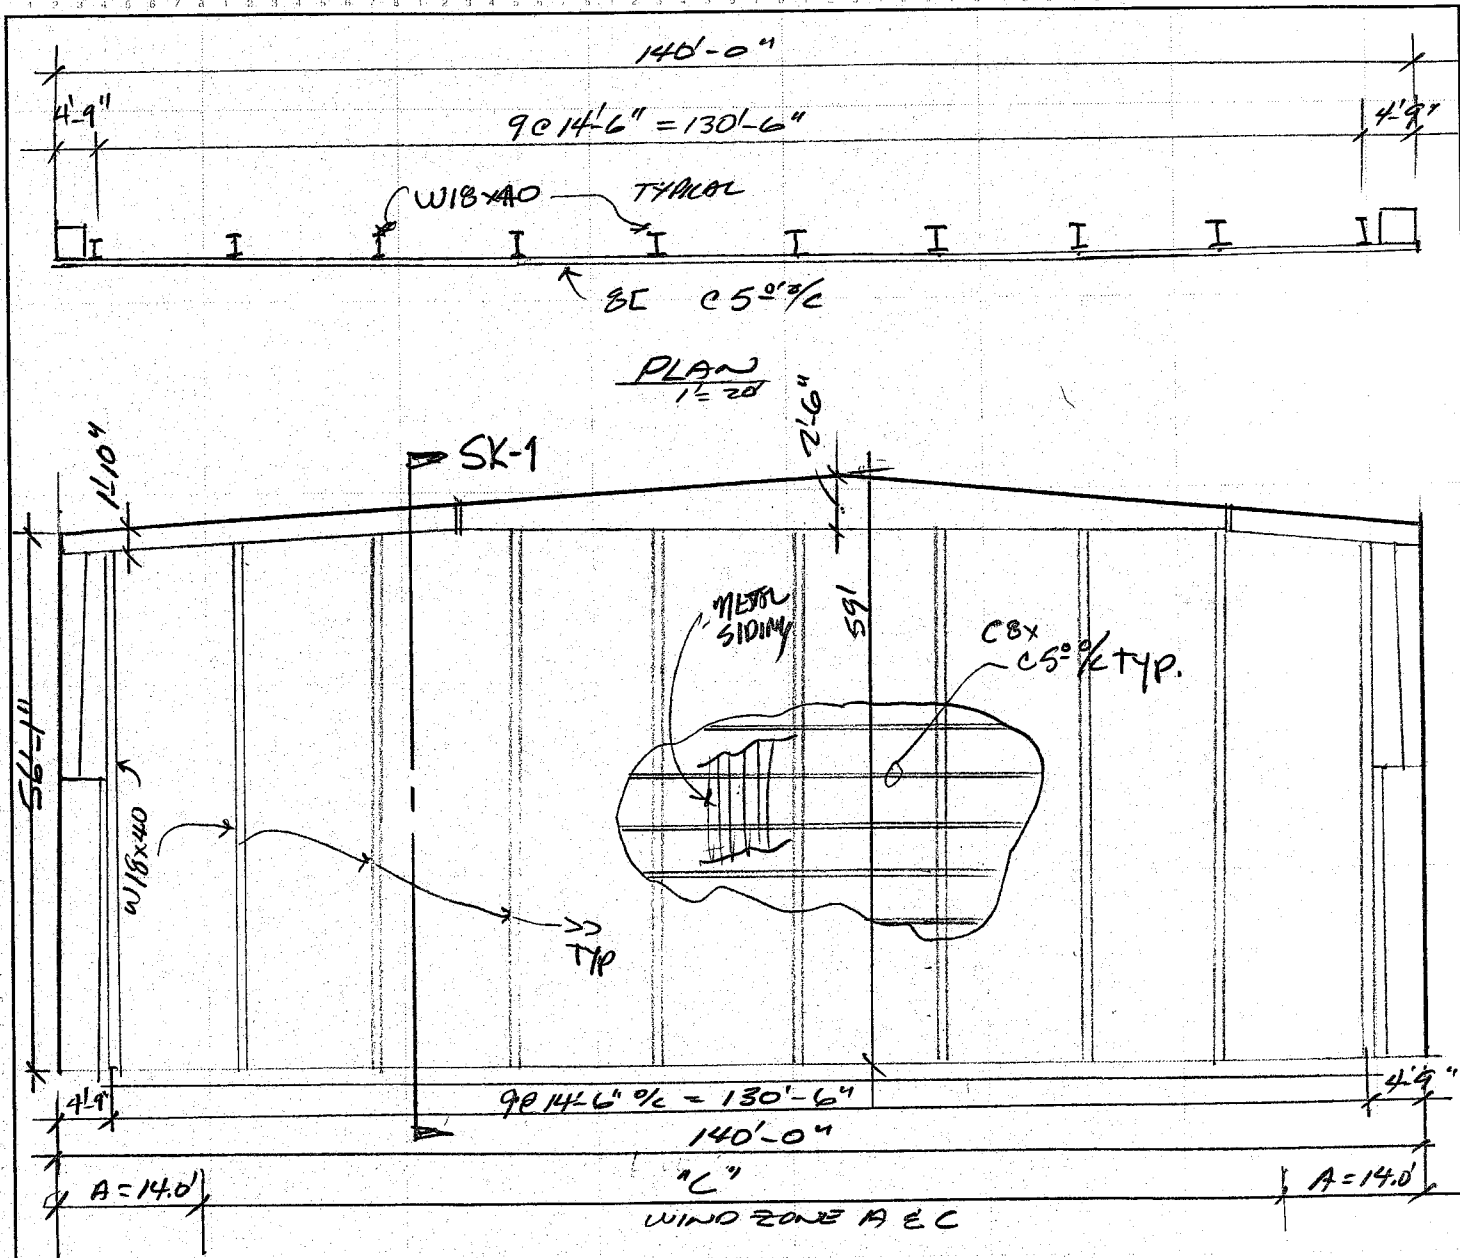 140'-0"
4'-9"
9@14'-6" = 130'-6"
4'-9"
W18x40
TYPICAL
8[ @ 5'-0" o/c
PLAN
1"=20'
2'-6"
1'-10"
SK-1
METAL
SIDING
59'
C8x
@5'-0" o/c TYP.
56'-1"
W18x40
TYP
4'-9"
9@14'-6" o/c = 130'-6"
4'-9"
140'-0"
A=14.0'
"C"
A=14.0'
WIND ZONE A & C